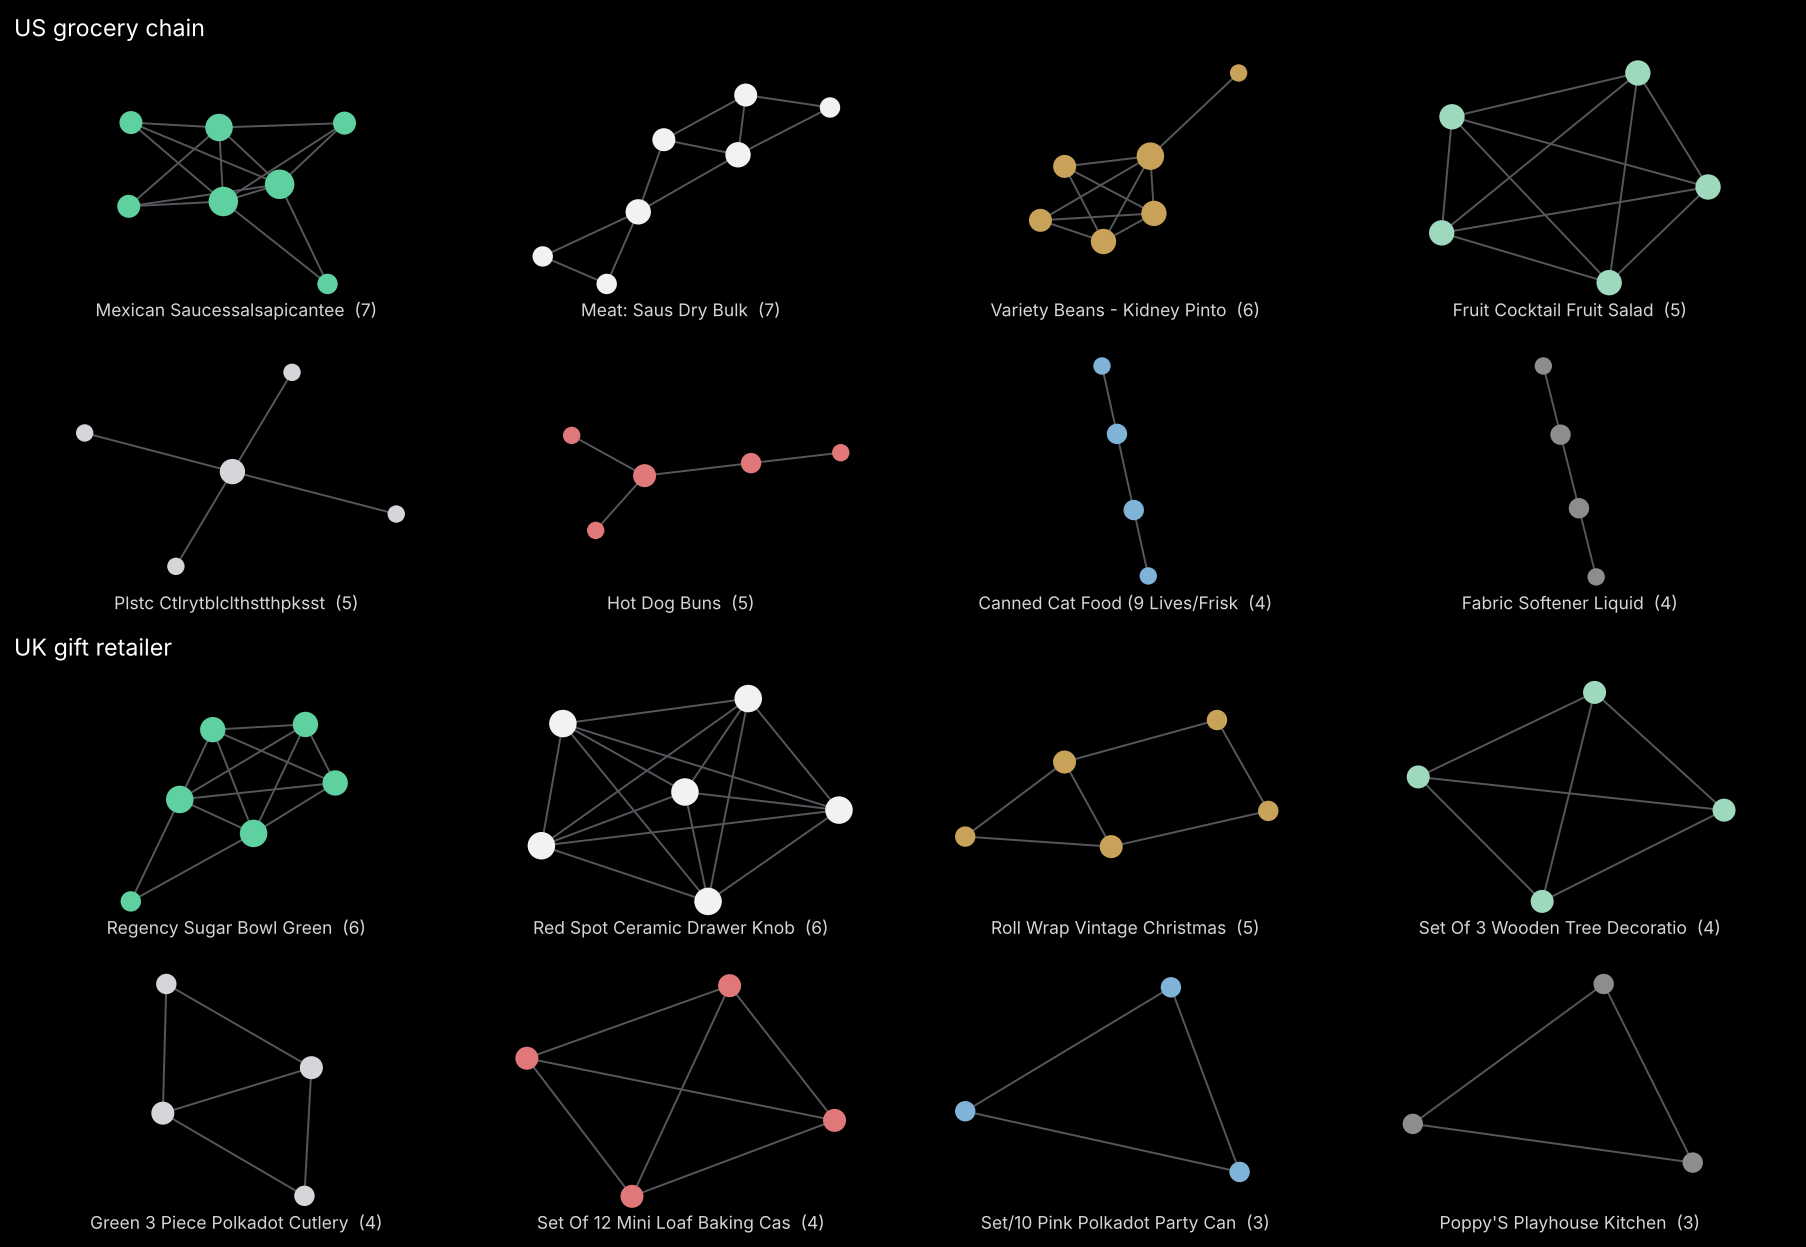 US grocery chain
Mexican Saucessalsapicantee (7)
Meat: Saus Dry Bulk (7)
Variety Beans - Kidney Pinto (6)
Fruit Cocktail Fruit Salad (5)
Plstc Ctlrytblclthstthpksst (5)
Hot Dog Buns (5)
Canned Cat Food (9 Lives/Frisk (4)
Fabric Softener Liquid (4)
UK gift retailer
Regency Sugar Bowl Green (6)
Red Spot Ceramic Drawer Knob (6)
Roll Wrap Vintage Christmas (5)
Set Of 3 Wooden Tree Decoratio (4)
Green 3 Piece Polkadot Cutlery (4)
Set Of 12 Mini Loaf Baking Cas (4)
Set/10 Pink Polkadot Party Can (3)
Poppy'S Playhouse Kitchen (3)